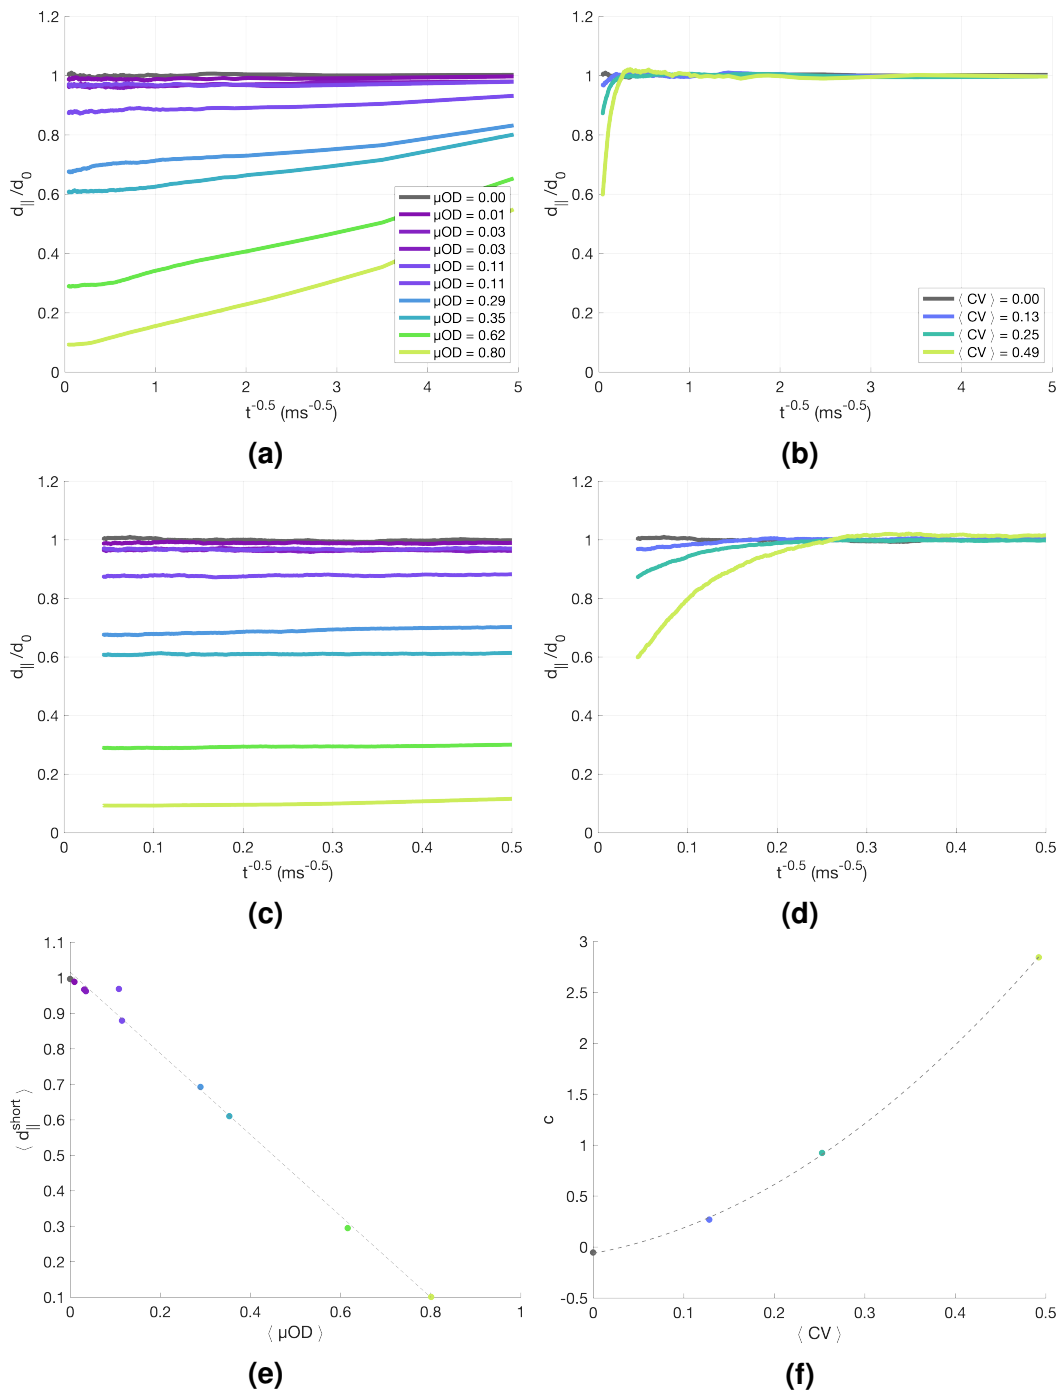 1.2
1
0.8
0.6
0.4
0.2
0
d||/d0
0 1 2 3 4 5
t-0.5 (ms-0.5)
μOD = 0.00
μOD = 0.01
μOD = 0.03
μOD = 0.03
μOD = 0.11
μOD = 0.11
μOD = 0.29
μOD = 0.35
μOD = 0.62
μOD = 0.80
(a)
1.2
1
0.8
0.6
0.4
0.2
0
d||/d0
0 1 2 3 4 5
t-0.5 (ms-0.5)
⟨ CV ⟩ = 0.00
⟨ CV ⟩ = 0.13
⟨ CV ⟩ = 0.25
⟨ CV ⟩ = 0.49
(b)
1.2
1
0.8
0.6
0.4
0.2
0
d||/d0
0 0.1 0.2 0.3 0.4 0.5
t-0.5 (ms-0.5)
(c)
1.2
1
0.8
0.6
0.4
0.2
0
d||/d0
0 0.1 0.2 0.3 0.4 0.5
t-0.5 (ms-0.5)
(d)
1.1
1
0.9
0.8
0.7
0.6
0.5
0.4
0.3
0.2
0.1
⟨ d||short ⟩
0 0.2 0.4 0.6 0.8 1
⟨ μOD ⟩
(e)
3
2.5
2
1.5
1
0.5
0
-0.5
c
0 0.1 0.2 0.3 0.4 0.5
⟨ CV ⟩
(f)